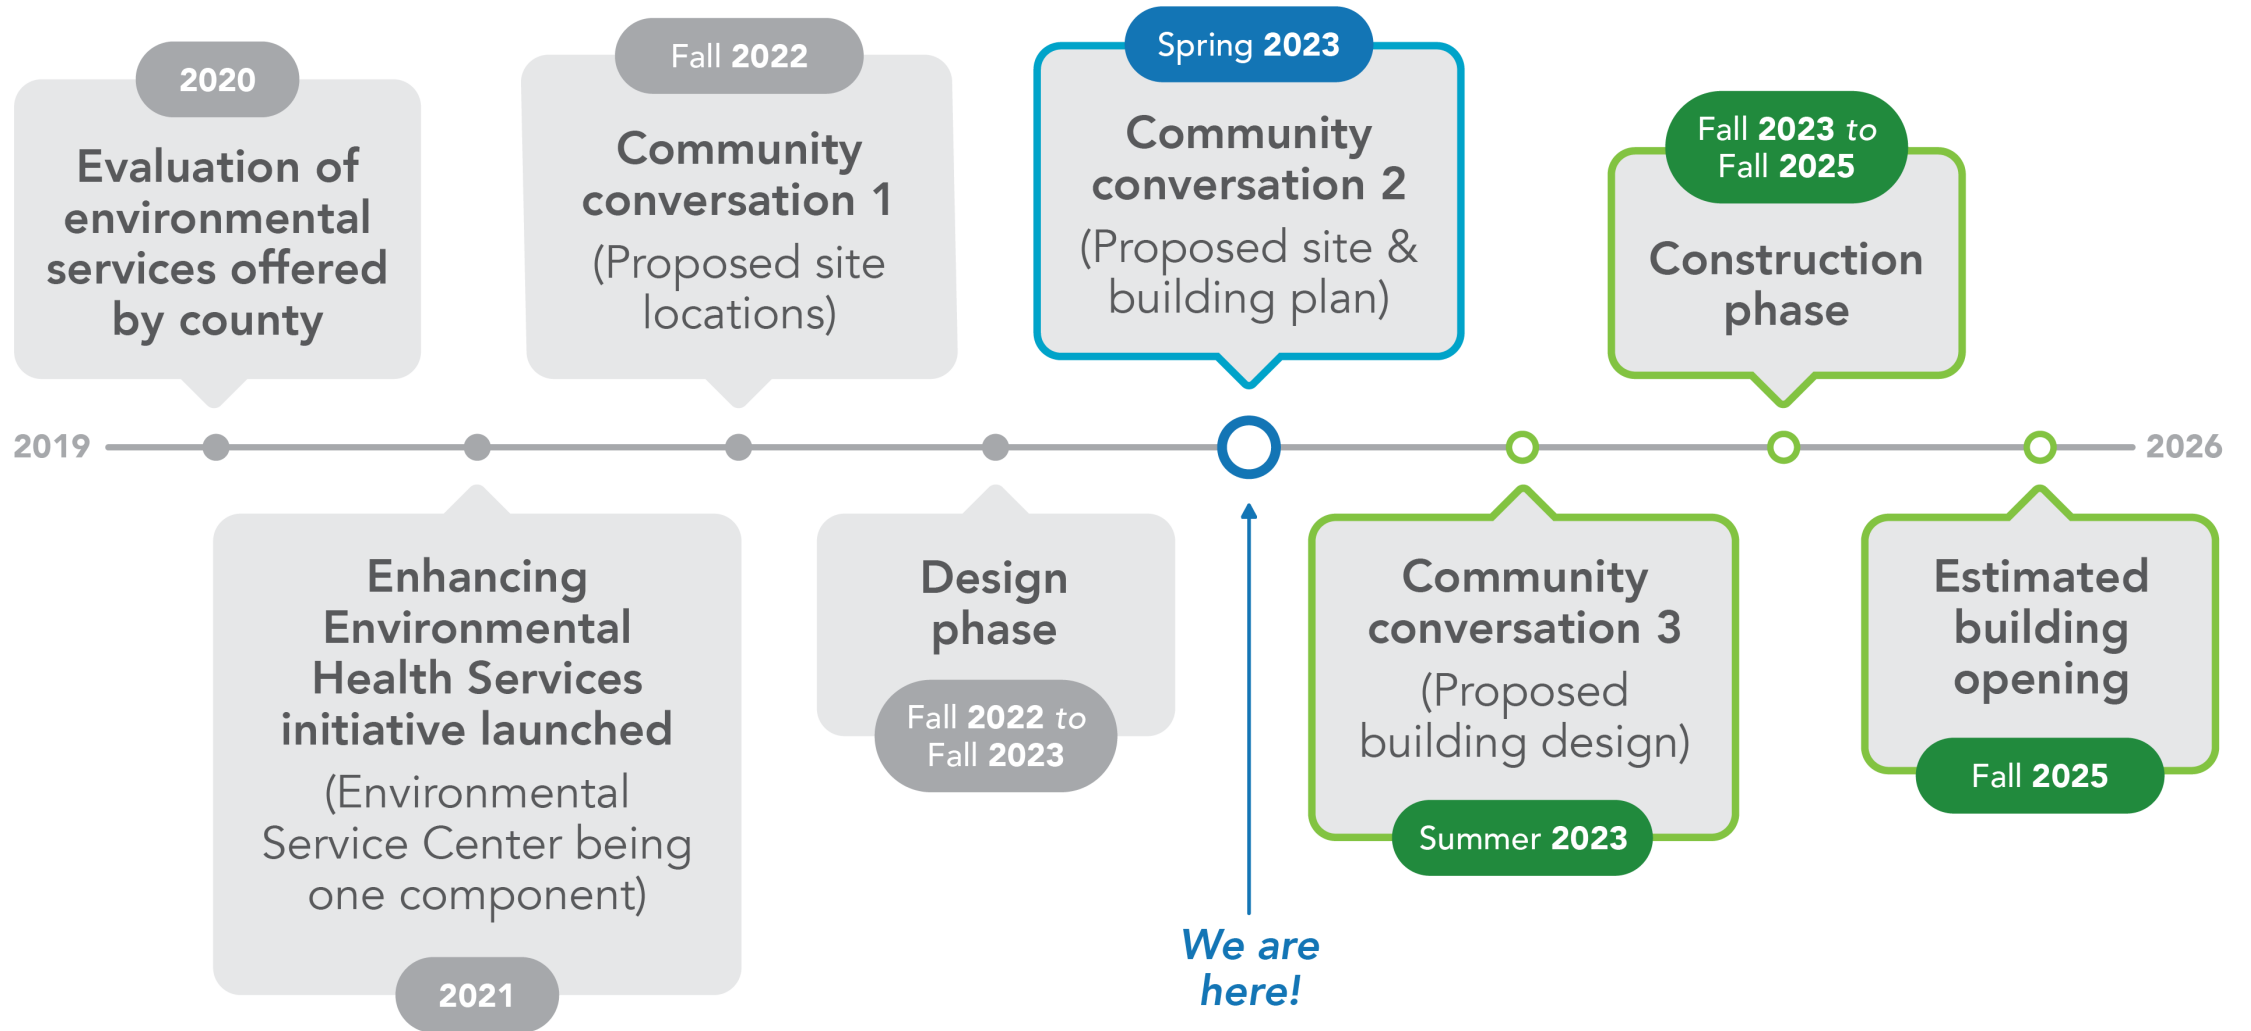 2019
2020
Evaluation of
environmental
services offered
by county
Enhancing
Environmental
Health Services
initiative launched
(Environmental
Service Center being
one component)
2021
Fall 2022
Community
conversation 1
(Proposed site
locations)
Design
phase
Fall 2022 to
Fall 2023
Spring 2023
Community
conversation 2
(Proposed site &
building plan)
We are
here!
Community
conversation 3
(Proposed
building design)
Summer 2023
Fall 2023 to
Fall 2025
Construction
phase
Estimated
building
opening
Fall 2025
2026